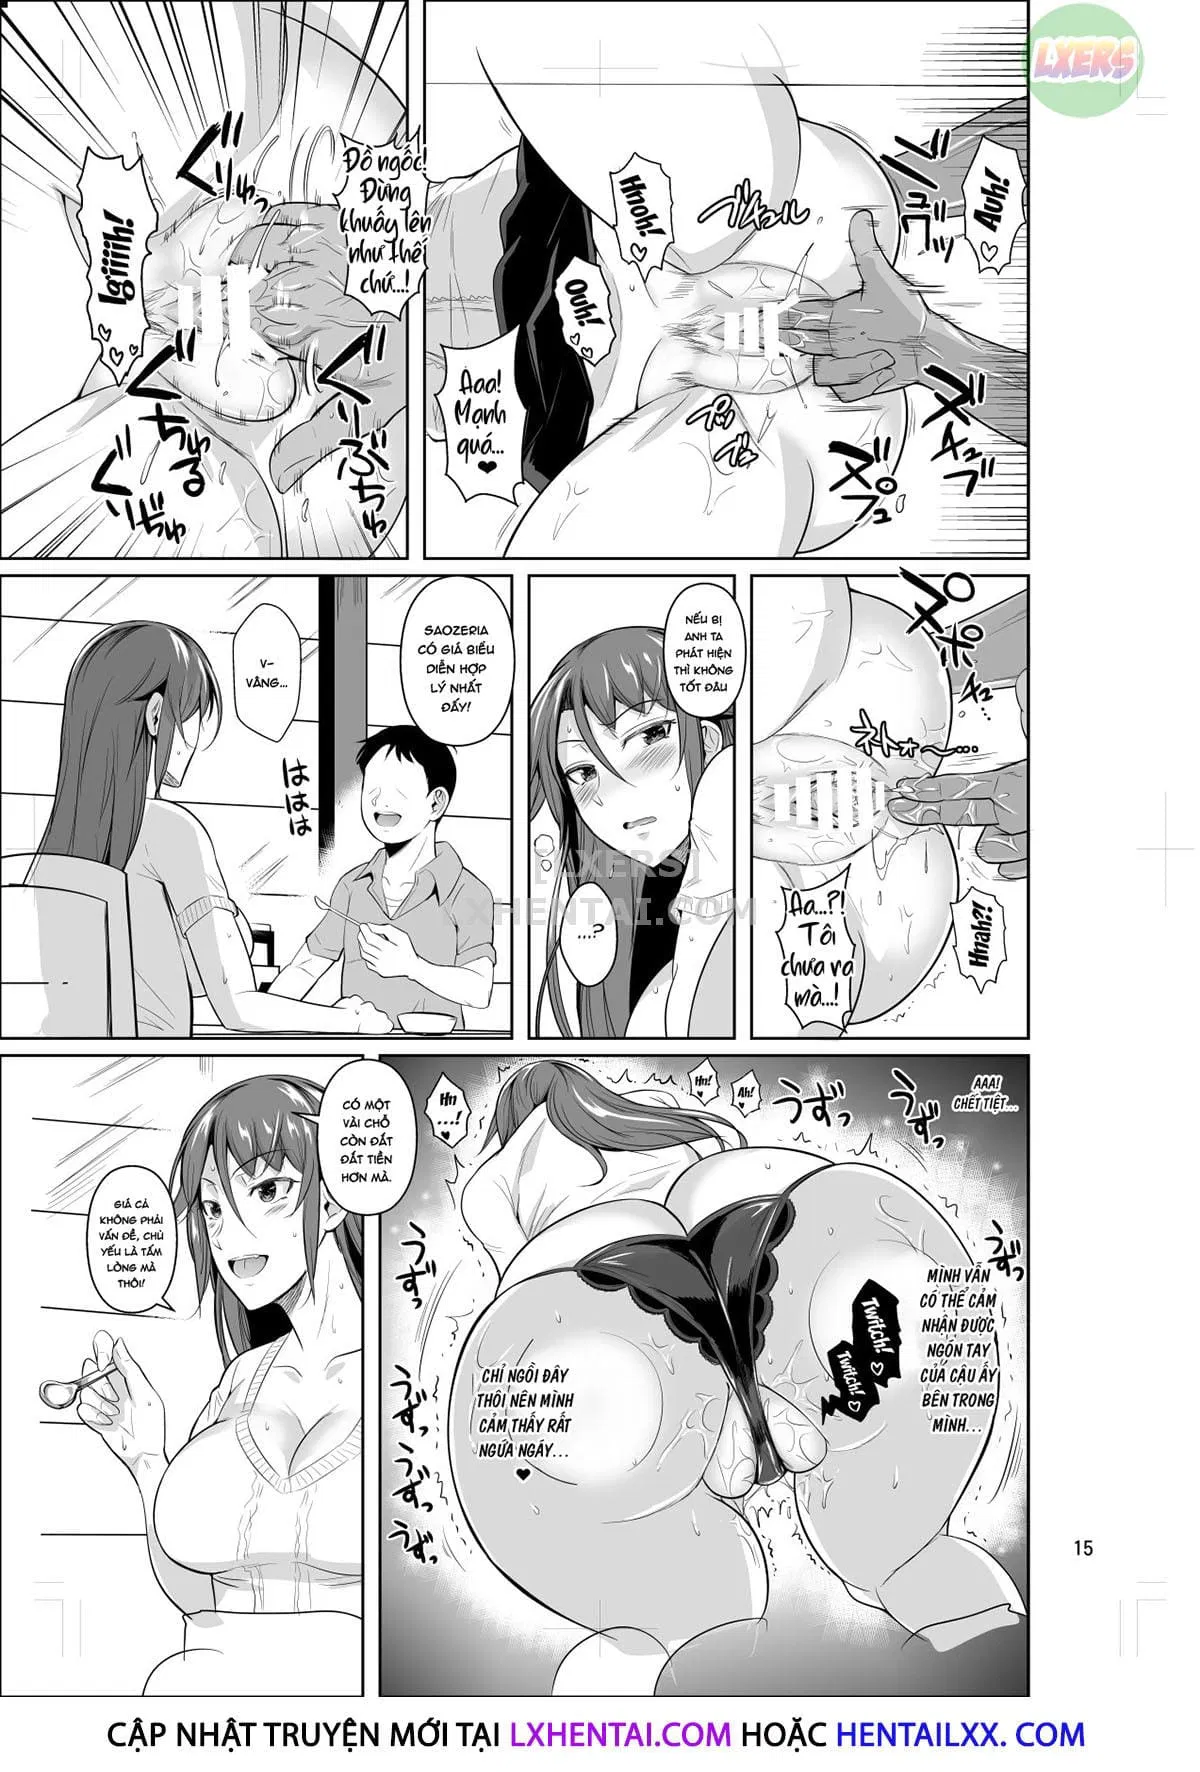 LXERS
Auh!
Hnoh!
Ouh!
Aaa!
Mạnh
quá...
Đồ ngốc!
Đừng
khuấy lên
như thế
chứ...!
Igiiiih!
NẾU BỊ
ANH TA
PHÁT HIỆN
THÌ KHÔNG
TỐT ĐÂU
Hnah?!
Aa...?!
Tôi
chưa ra
mà...!
...?
SAOZERIA
CÓ GIÁ BIỂU
DIỄN HỢP
LÝ NHẤT
ĐẤY!
V-
VÂNG...
ははは
[LXERS]
LXHENTAI.COM
AAA!
CHẾT TIỆT...
Hn!
Ah!
Hn
...!
MÌNH VẪN
CÓ THỂ CẢM
NHẬN ĐƯỢC
NGÓN TAY
CỦA CẬU ẤY
BÊN TRONG
MÌNH...
Twitch!
Twitch!
CHỈ NGỒI ĐÂY
THÔI NÊN MÌNH
CẢM THẤY RẤT
NGỨA NGÁY...
CÓ MỘT
VÀI CHỖ
CÒN ĐẮT
ĐẮT TIỀN
HƠN MÀ.
GIÁ CẢ
KHÔNG PHẢI
VẤN ĐỀ, CHỦ
YẾU LÀ TẤM
LÒNG MÀ
THÔI!
15
CẬP NHẬT TRUYỆN MỚI TẠI LXHENTAI.COM HOẶC HENTAILXX. COM